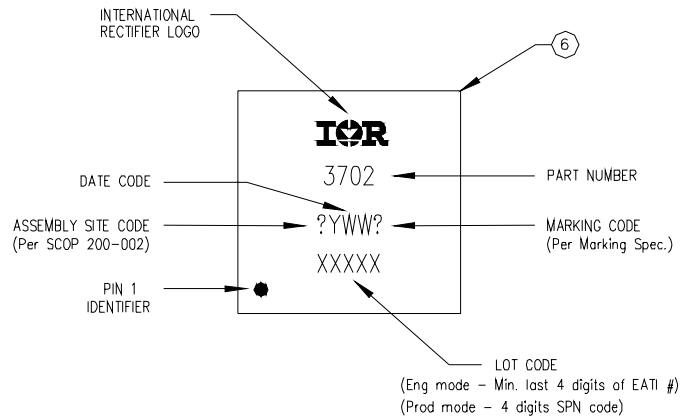 INTERNATIONAL
RECTIFIER LOGO
6
IOR
3702
PART NUMBER
DATE CODE
ASSEMBLY SITE CODE
(Per SCOP 200-002)
?YWW?
MARKING CODE
(Per Marking Spec.)
XXXXX
PIN 1
IDENTIFIER
LOT CODE
(Eng mode - Min. last 4 digits of EATI #)
(Prod mode - 4 digits SPN code)